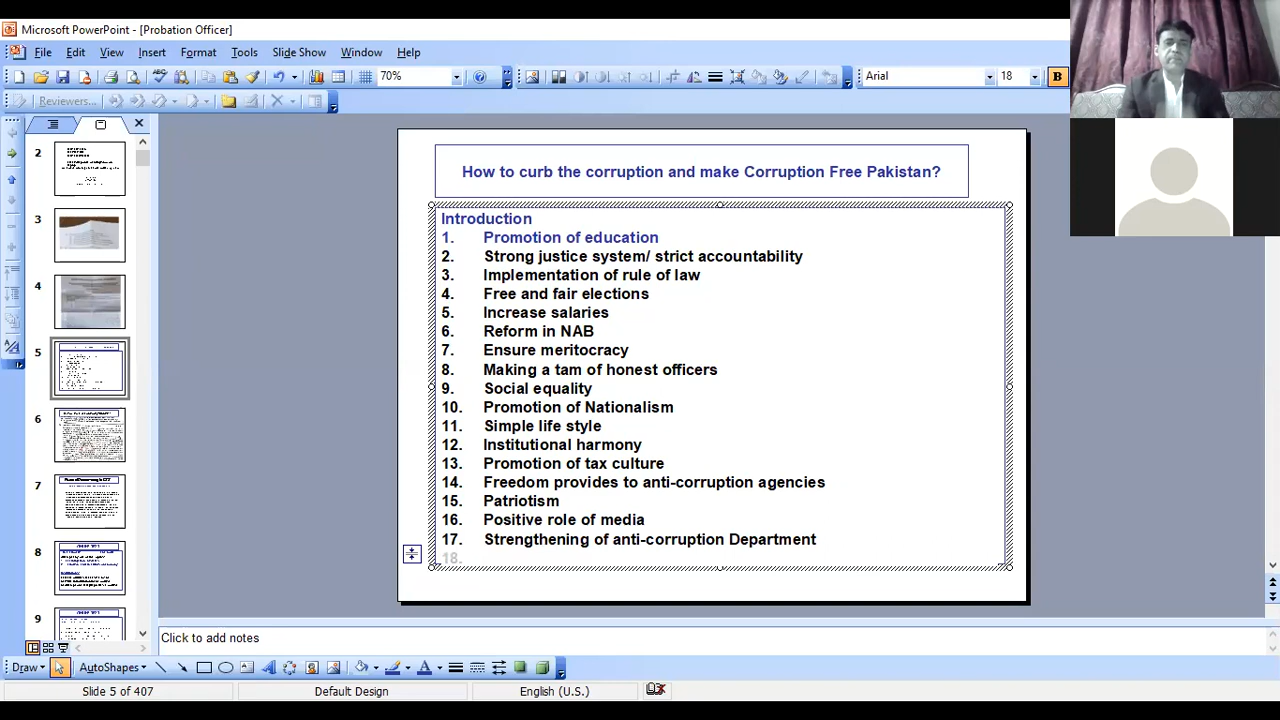 Microsoft PowerPoint - [Probation Officer]
File Edit View Insert Format Tools Slide Show Window Help
70% Arial 18 B
Reviewers...
2
3
4
5
6
7
8
9
How to curb the corruption and make Corruption Free Pakistan?
Introduction
1. Promotion of education
2. Strong justice system/ strict accountability
3. Implementation of rule of law
4. Free and fair elections
5. Increase salaries
6. Reform in NAB
7. Ensure meritocracy
8. Making a tam of honest officers
9. Social equality
10. Promotion of Nationalism
11. Simple life style
12. Institutional harmony
13. Promotion of tax culture
14. Freedom provides to anti-corruption agencies
15. Patriotism
16. Positive role of media
17. Strengthening of anti-corruption Department
18.
Click to add notes
Draw AutoShapes
Slide 5 of 407 Default Design English (U.S.)